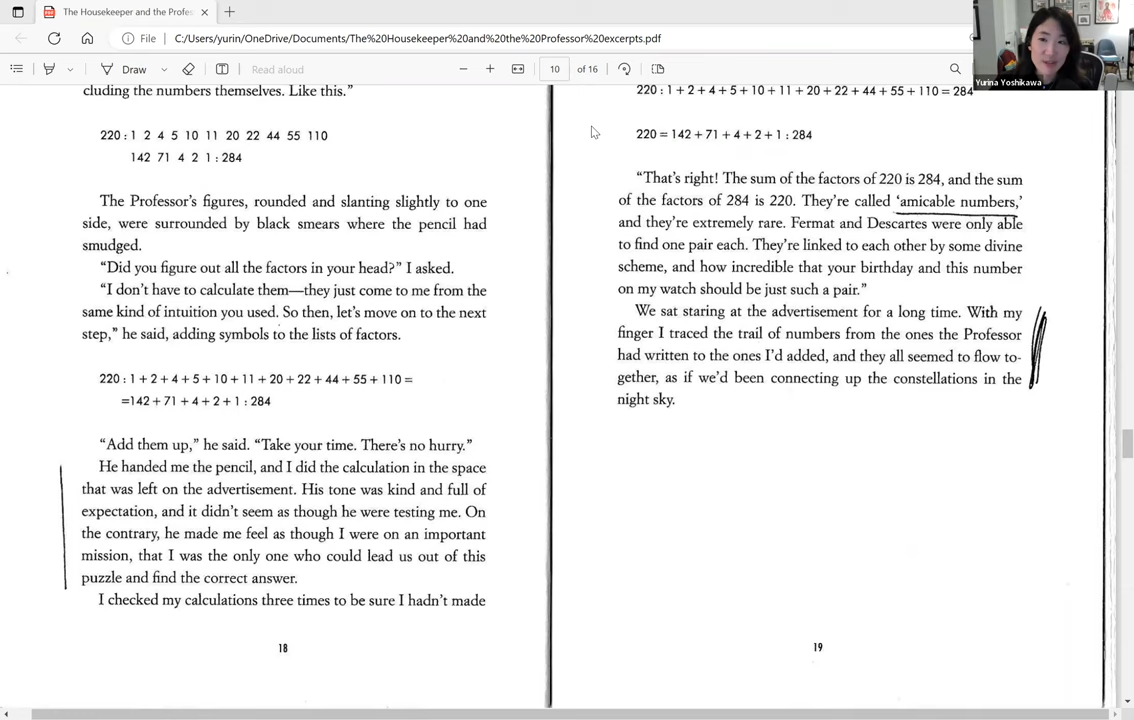 The Housekeeper and the Profes
File
C:/Users/yurin/OneDrive/Documents/The%20Housekeeper%20and%20the%20Professor%20excerpts.pdf
Draw
Read aloud
10 of 16
Yurina Yoshikawa
cluding the numbers themselves. Like this.”
220 : 1 2 4 5 10 11 20 22 44 55 110
142 71 4 2 1 : 284
The Professor’s figures, rounded and slanting slightly to one
side, were surrounded by black smears where the pencil had
smudged.
“Did you figure out all the factors in your head?” I asked.
“I don’t have to calculate them—they just come to me from the
same kind of intuition you used. So then, let’s move on to the next
step,” he said, adding symbols to the lists of factors.
220 : 1 + 2 + 4 + 5 + 10 + 11 + 20 + 22 + 44 + 55 + 110 =
=142 + 71 + 4 + 2 + 1 : 284
“Add them up,” he said. “Take your time. There’s no hurry.”
He handed me the pencil, and I did the calculation in the space
that was left on the advertisement. His tone was kind and full of
expectation, and it didn’t seem as though he were testing me. On
the contrary, he made me feel as though I were on an important
mission, that I was the only one who could lead us out of this
puzzle and find the correct answer.
I checked my calculations three times to be sure I hadn’t made
18
220 : 1 + 2 + 4 + 5 + 10 + 11 + 20 + 22 + 44 + 55 + 110 = 284
220 = 142 + 71 + 4 + 2 + 1 : 284
“That’s right! The sum of the factors of 220 is 284, and the sum
of the factors of 284 is 220. They’re called ‘amicable numbers,’
and they’re extremely rare. Fermat and Descartes were only able
to find one pair each. They’re linked to each other by some divine
scheme, and how incredible that your birthday and this number
on my watch should be just such a pair.”
We sat staring at the advertisement for a long time. With my
finger I traced the trail of numbers from the ones the Professor
had written to the ones I’d added, and they all seemed to flow to-
gether, as if we’d been connecting up the constellations in the
night sky.
19